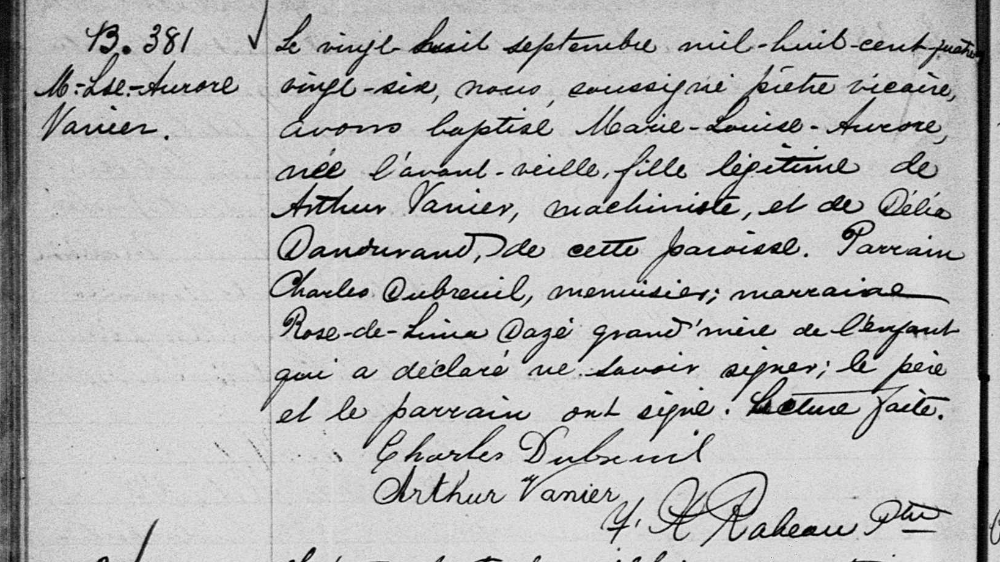 B. 381
M.-Lse.-Aurore
Vanier.
Le vingt-huit septembre mil-huit-cent-quatre
vingt-six, nous, soussigné prêtre vicaire,
avons baptisé Marie-Louise-Aurore,
née l'avant-veille, fille légitime de
Arthur Vanier, machiniste, et de Délia
Dandurand, de cette paroisse. Parrain
Charles Dubreuil, menuisier; marraine
Rose-de-Lima Dazé grand'mère de l'enfant
qui a déclaré ne savoir signer; le père
et le parrain ont signé. Lecture faite.
Charles Dubreuil
Arthur Vanier
Rabeau Ptre